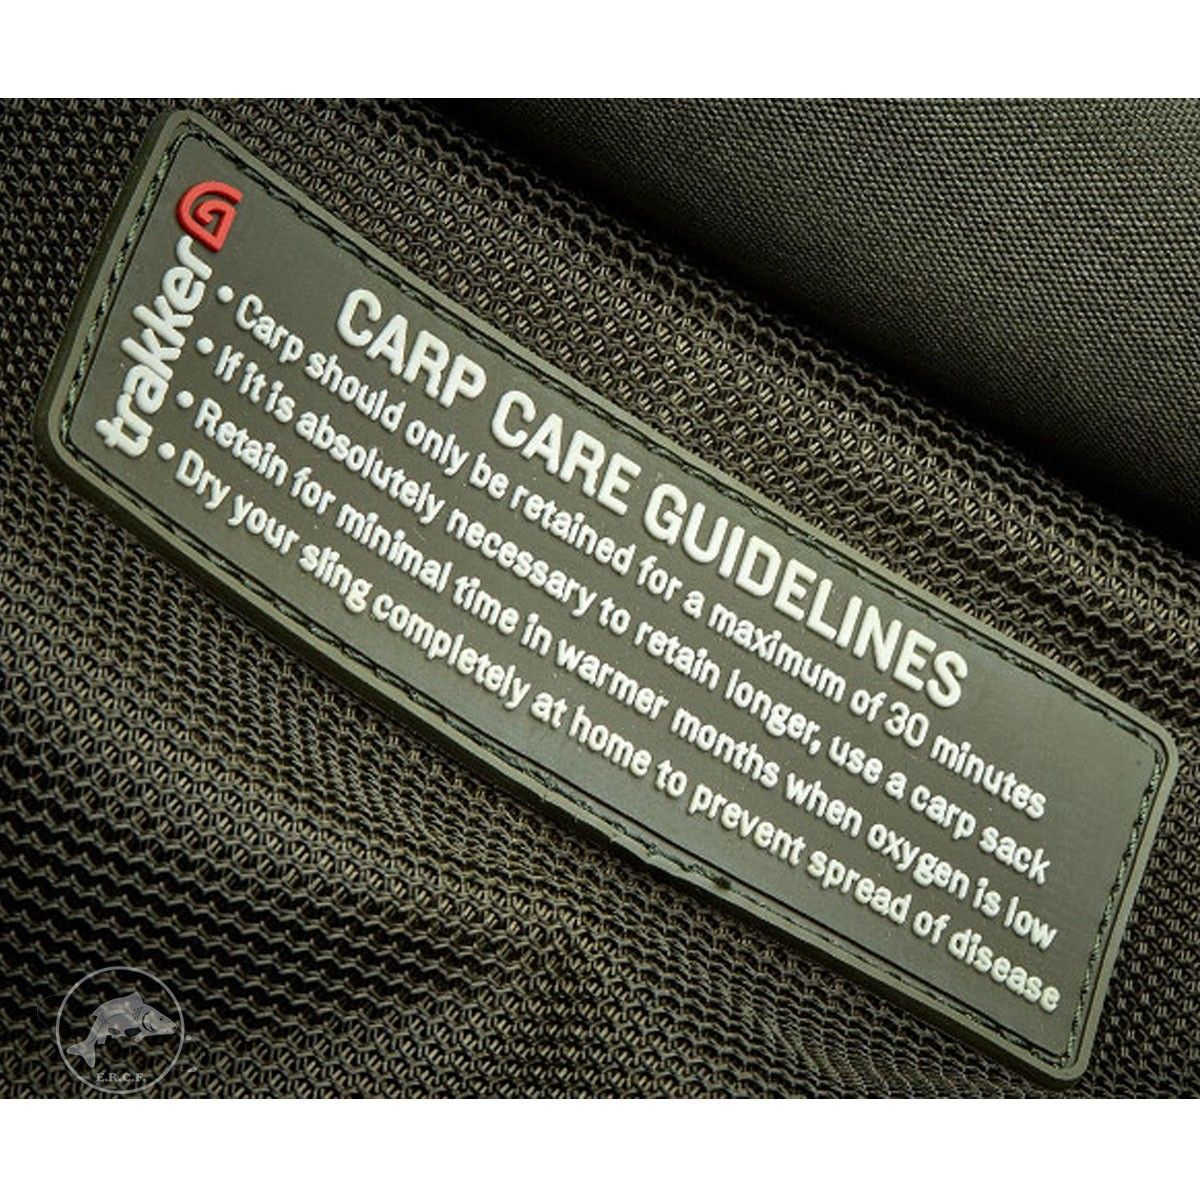 trakker
CARP CARE GUIDELINES
• Carp should only be retained for a maximum of 30 minutes
• If it is absolutely necessary to retain longer, use a carp sack
• Retain for minimal time in warmer months when oxygen is low
• Dry your sling completely at home to prevent spread of disease
E.R.C.F.